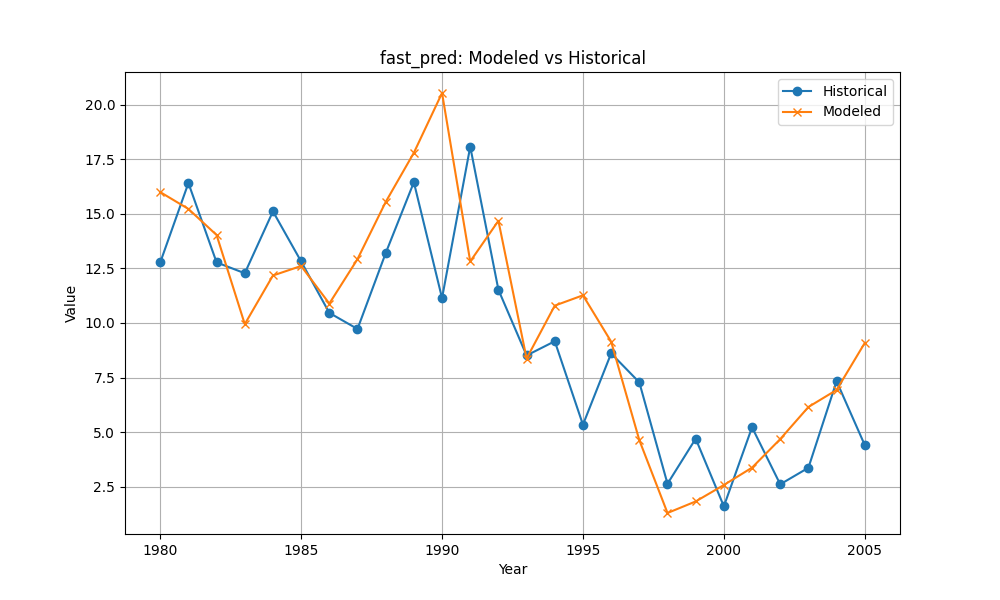 fast_pred: Modeled vs Historical
Historical
Modeled
Value
20.0
17.5
15.0
12.5
10.0
7.5
5.0
2.5
1980 1985 1990 1995 2000 2005
Year